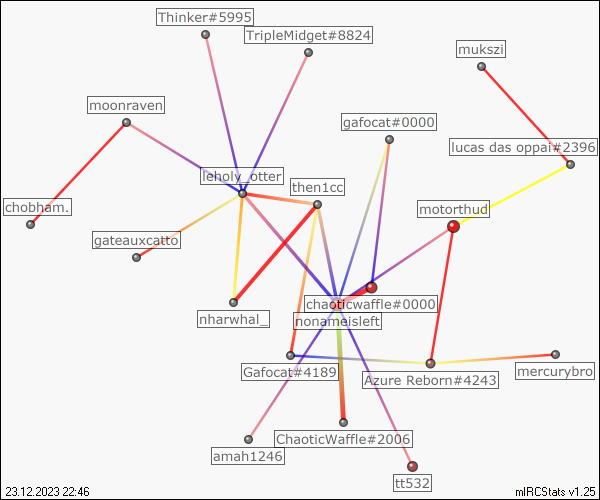 Thinker#5995
TripleMidget#8824
mukszi
moonraven
gafocat#0000
lucas das oppai#2396
leholy_otter
then1cc
chobham.
motorthud
gateauxcatto
chaoticwaffle#0000
nharwhal_
nonameisleft
Gafocat#4189
Azure Reborn#4243
mercurybro
ChaoticWaffle#2006
amah1246
tt532
23.12.2023 22:46
mIRCStats v1.25